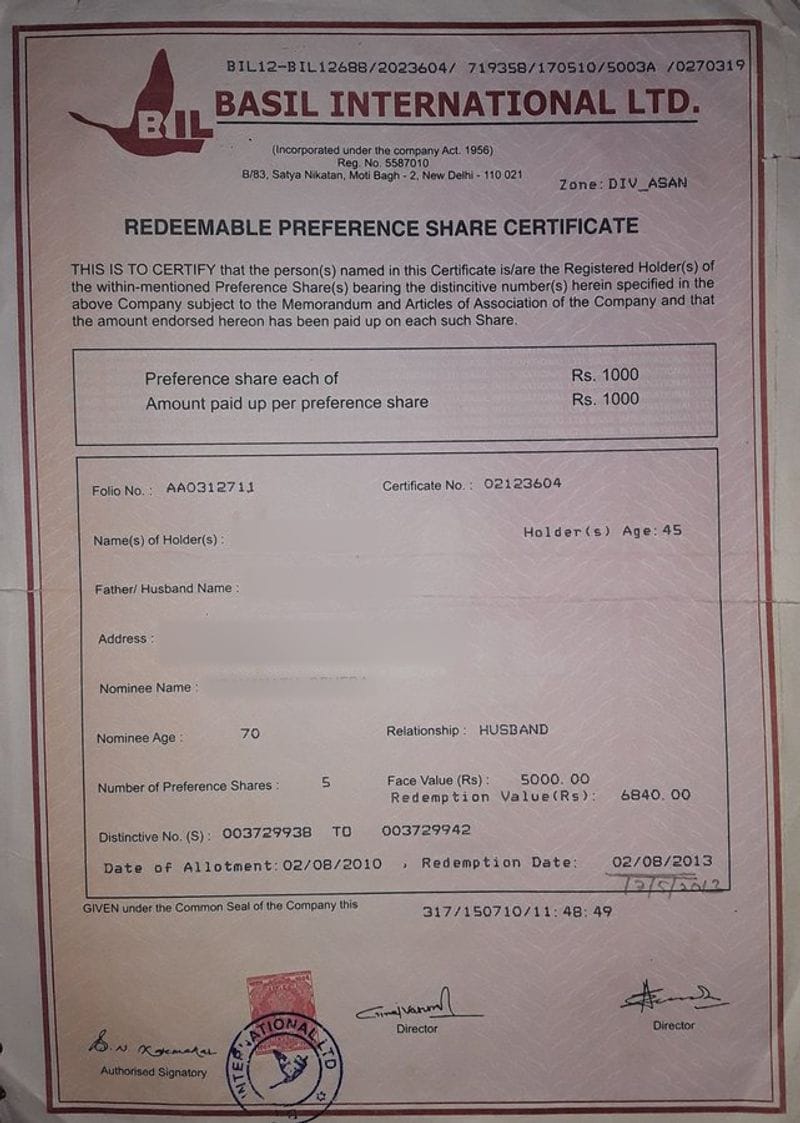 BIL12-BIL12688/2023604/ 719358/170510/5003A /0270319
BIL BASIL INTERNATIONAL LTD.
(Incorporated under the company Act. 1956)
Reg. No. 5587010
B/83, Satya Nikatan, Moti Bagh - 2, New Delhi - 110 021
Zone: DIV_ASAN
REDEEMABLE PREFERENCE SHARE CERTIFICATE
THIS IS TO CERTIFY that the person(s) named in this Certificate is/are the Registered Holder(s) of
the within-mentioned Preference Share(s) bearing the distincitive number(s) herein specified in the
above Company subject to the Memorandum and Articles of Association of the Company and that
the amount endorsed hereon has been paid up on each such Share.
Preference share each of Rs. 1000
Amount paid up per preference share Rs. 1000
Folio No. : AA0312711 Certificate No. : 02123604
Name(s) of Holder(s) : Holder(s) Age: 45
Father/ Husband Name :
Address :
Nominee Name :
Nominee Age : 70 Relationship : HUSBAND
Number of Preference Shares : 5 Face Value (Rs) : 5000.00
Redemption Value(Rs): 6840.00
Distinctive No. (S) : 003729938 TO 003729942
Date of Allotment: 02/08/2010 , Redemption Date: 02/08/2013
GIVEN under the Common Seal of the Company this 317/150710/11:48:49
Director
Director
Authorised Signatory
INTERNATIONAL LTD